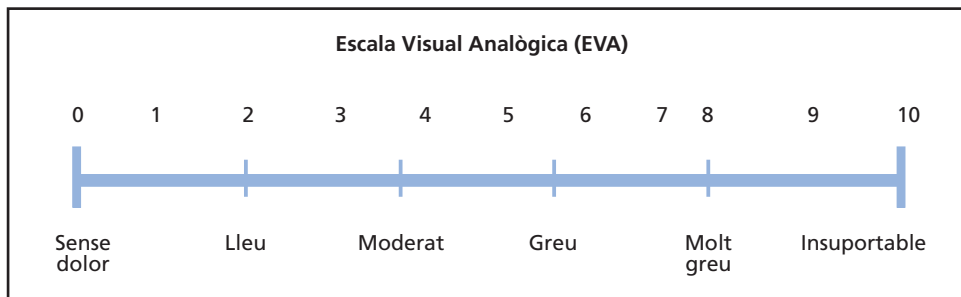 Escala Visual Analògica (EVA)
0 1 2 3 4 5 6 7 8 9 10
Sense dolor
Lleu
Moderat
Greu
Molt greu
Insuportable